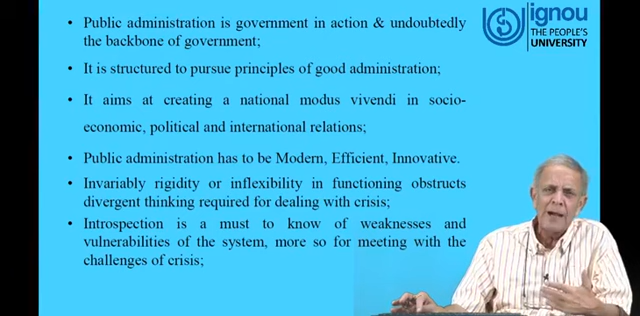 • Public administration is government in action & undoubtedly
the backbone of government;
• It is structured to pursue principles of good administration;
• It aims at creating a national modus vivendi in socio-
economic, political and international relations;
• Public administration has to be Modern, Efficient, Innovative.
• Invariably rigidity or inflexibility in functioning obstructs
divergent thinking required for dealing with crisis;
• Introspection is a must to know of weaknesses and
vulnerabilities of the system, more so for meeting with the
challenges of crisis;
ignou
THE PEOPLE'S
UNIVERSITY